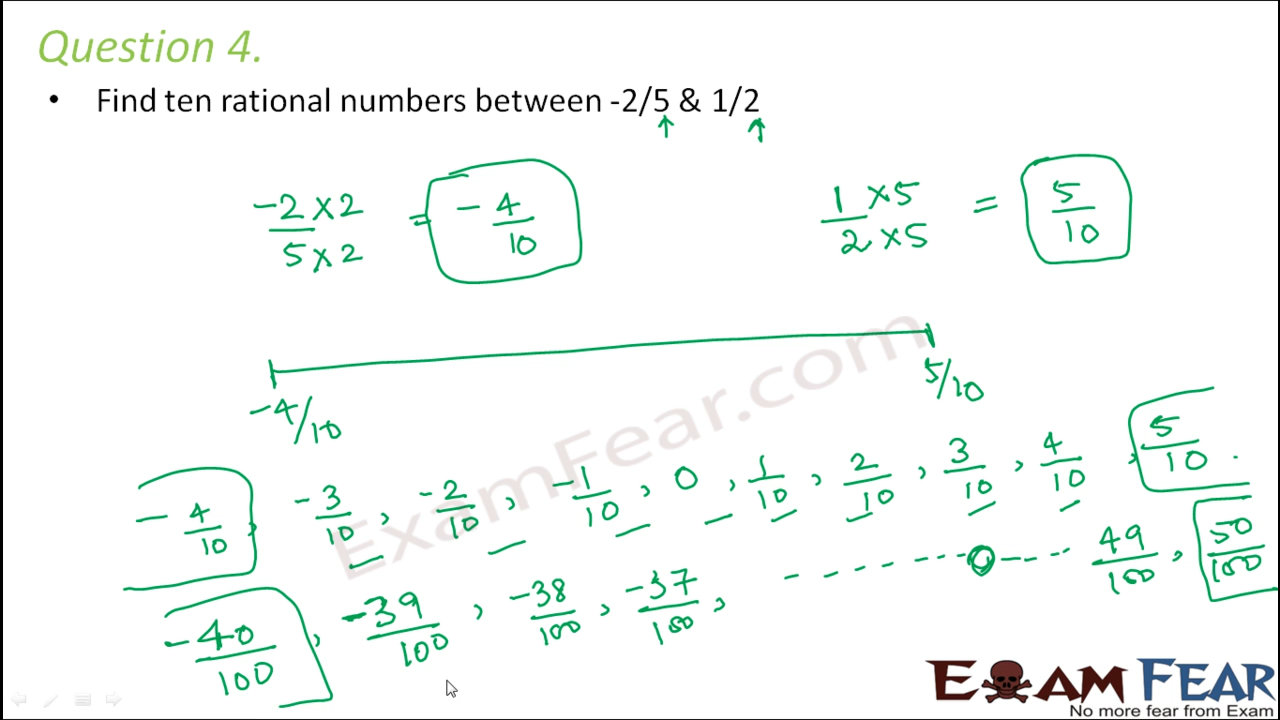 Question 4.
• Find ten rational numbers between -2/5 & 1/2
-2×2/5×2 = -4/10
1×5/2×5 = 5/10
ExamFear.com
-4/10 5/10
-4/10, -3/10, -2/10, -1/10, 0, 1/10, 2/10, 3/10, 4/10, 5/10.
-40/100, -39/100, -38/100, -37/100, ------0---- 49/100, 50/100
EXAM FEAR
No more fear from Exam